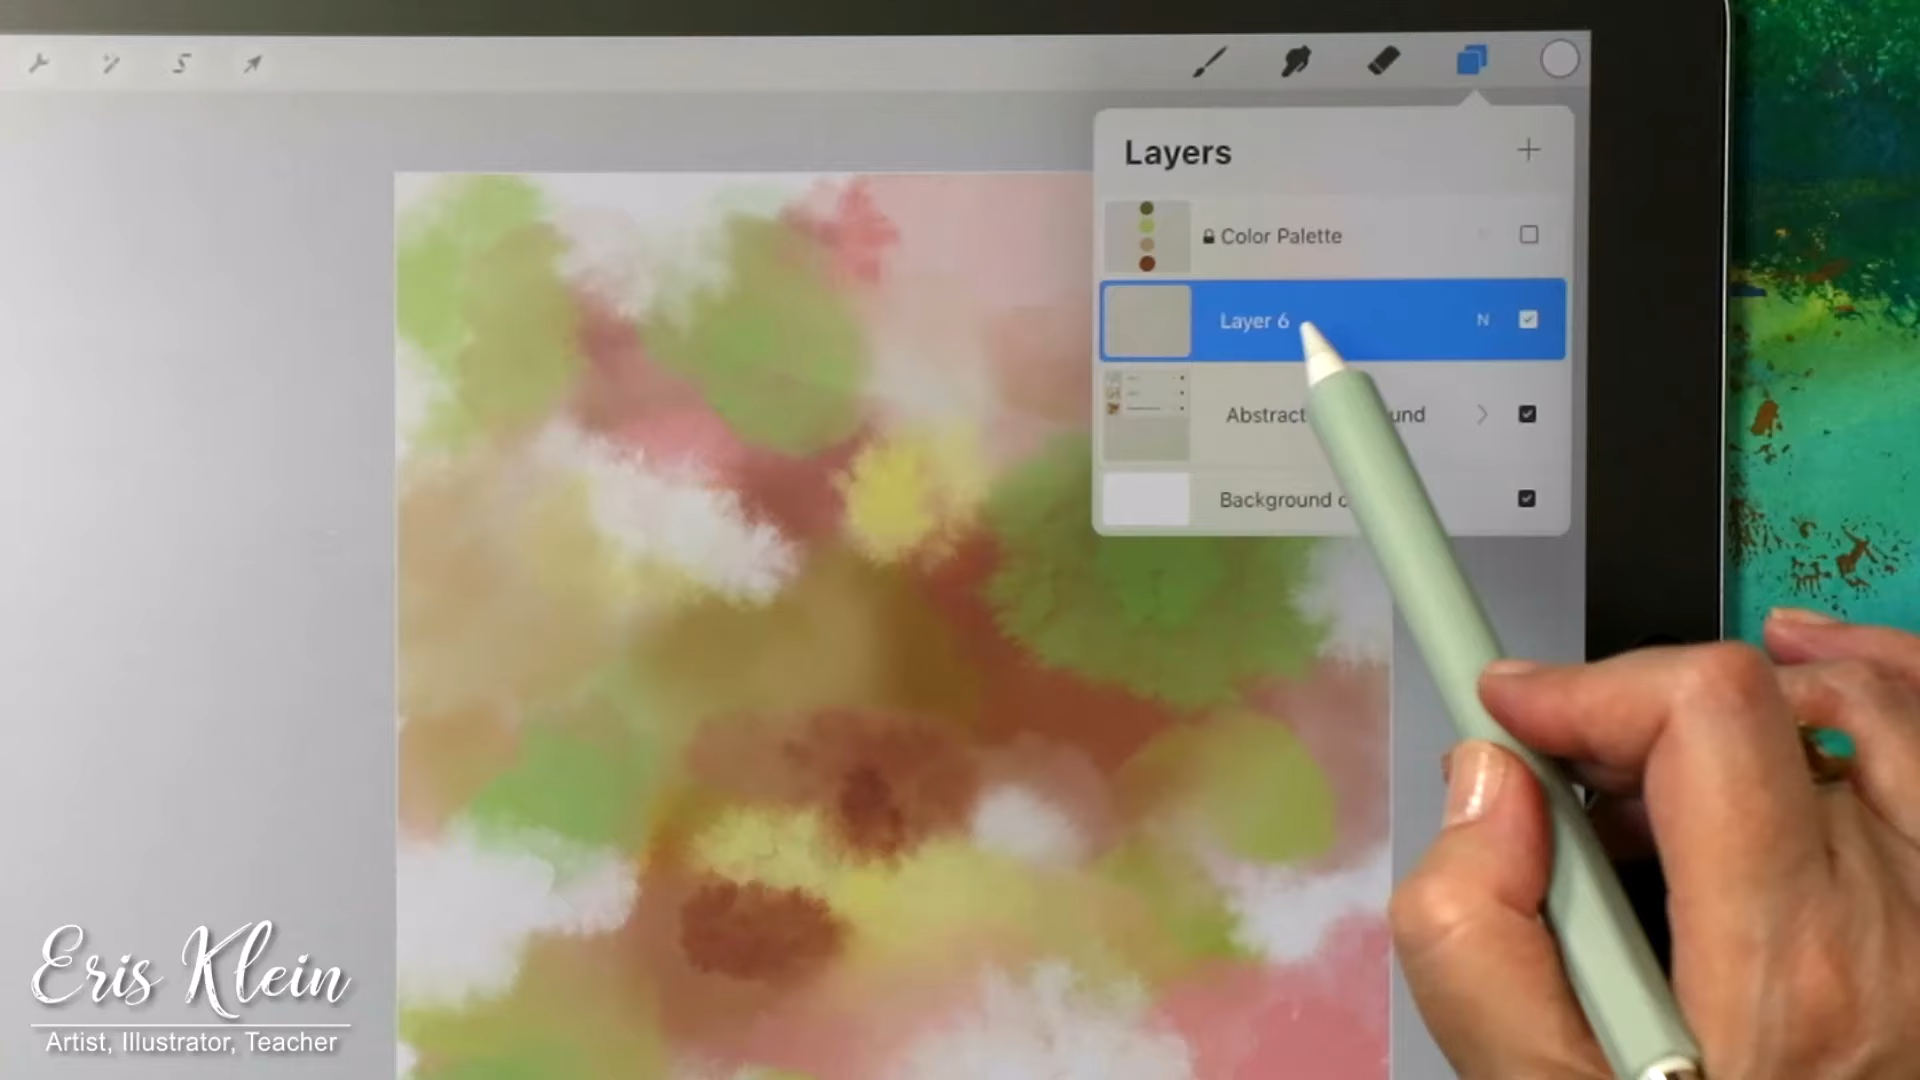 Layers
Color Palette
Layer 6 N
Abstract und
Background
Eris Klein
Artist, Illustrator, Teacher